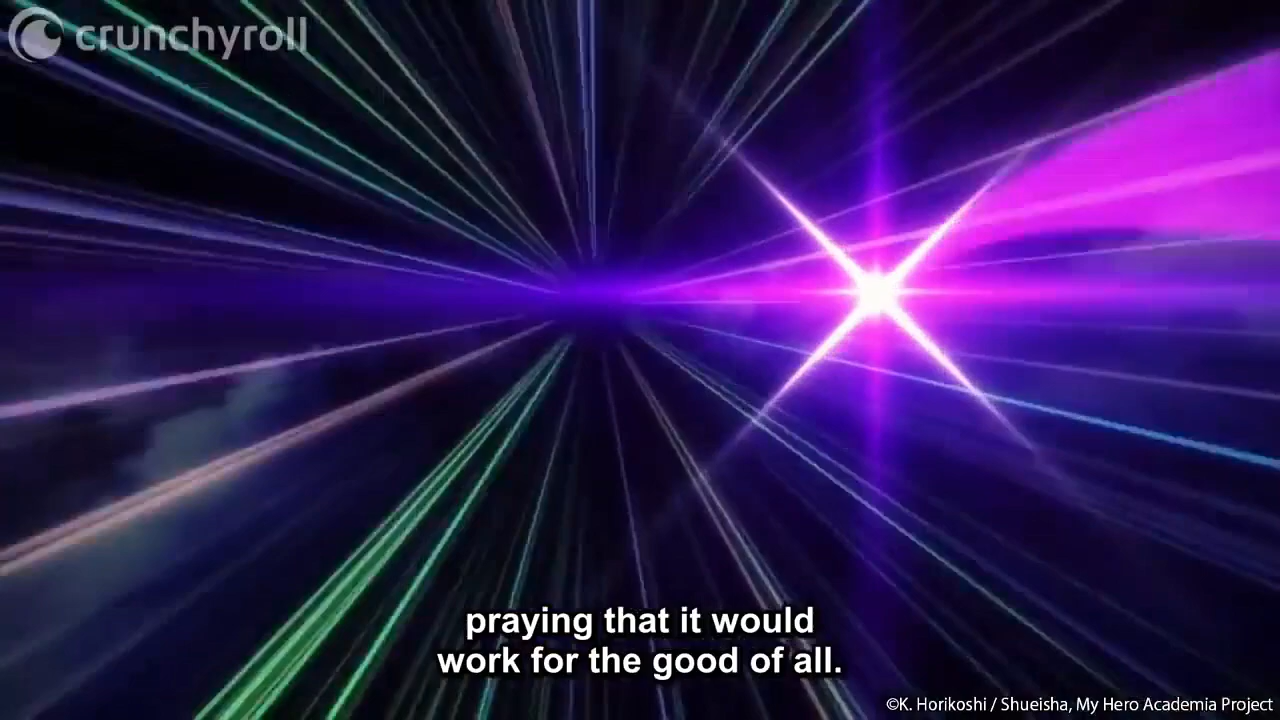 crunchyroll
praying that it would
work for the good of all.
©K. Horikoshi / Shueisha, My Hero Academia Project